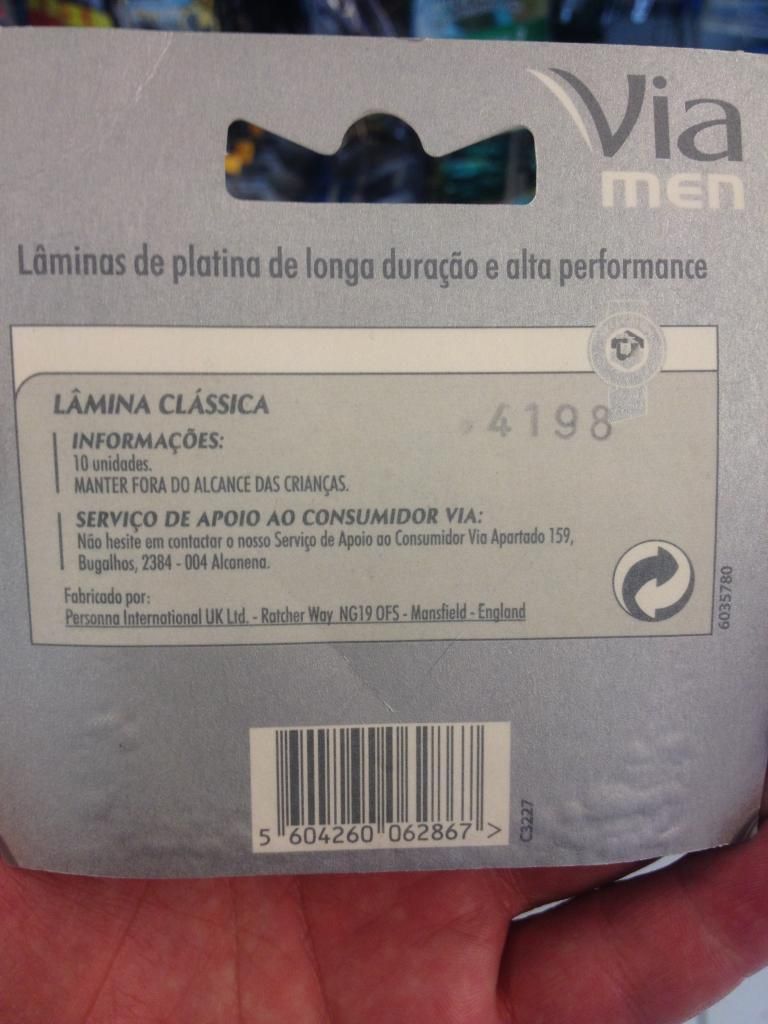 Via
men
Lâminas de platina de longa duração e alta performance
LÂMINA CLÁSSICA
4198
INFORMAÇÕES:
10 unidades.
MANTER FORA DO ALCANCE DAS CRIANÇAS.
SERVIÇO DE APOIO AO CONSUMIDOR VIA:
Não hesite em contactar o nosso Serviço de Apoio ao Consumidor Via Apartado 159,
Bugalhos, 2384 - 004 Alcanena.
Fabricado por:
Personna International UK Ltd. - Ratcher Way NG19 OFS - Mansfield - England
6035780
5 604260 062867 >
C3227